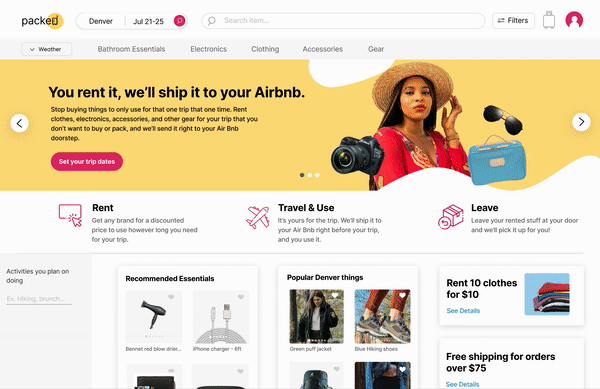 packed
Denver
Jul 21-25
Search item...
Filters
Weather
Bathroom Essentials
Electronics
Clothing
Accessories
Gear
You rent it, we'll ship it to your Airbnb.
Stop buying things to only use for that one trip that one time. Rent
clothes, electronics, accessories, and other gear for your trip that you
don't want to buy or pack, and we'll send it right to your Air Bnb
doorstep.
Set your trip dates
Rent
Get any brand for a discounted
price to use however long you need
for your trip.
Travel & Use
It's yours for the trip. We'll ship it to
your Air Bnb right before your trip,
and you use it.
Leave
Leave your rented stuff at your door
and we'll pick it up for you!
Activities you plan on
doing
Ex. Hiking, brunch...
Recommended Essentials
Bennet red blow drier...
iPhone charger - 6ft
Popular Denver things
Green puff jacket
Blue Hiking shoes
Rent 10 clothes
for $10
See Details
Free shipping for orders
over $75
See Details